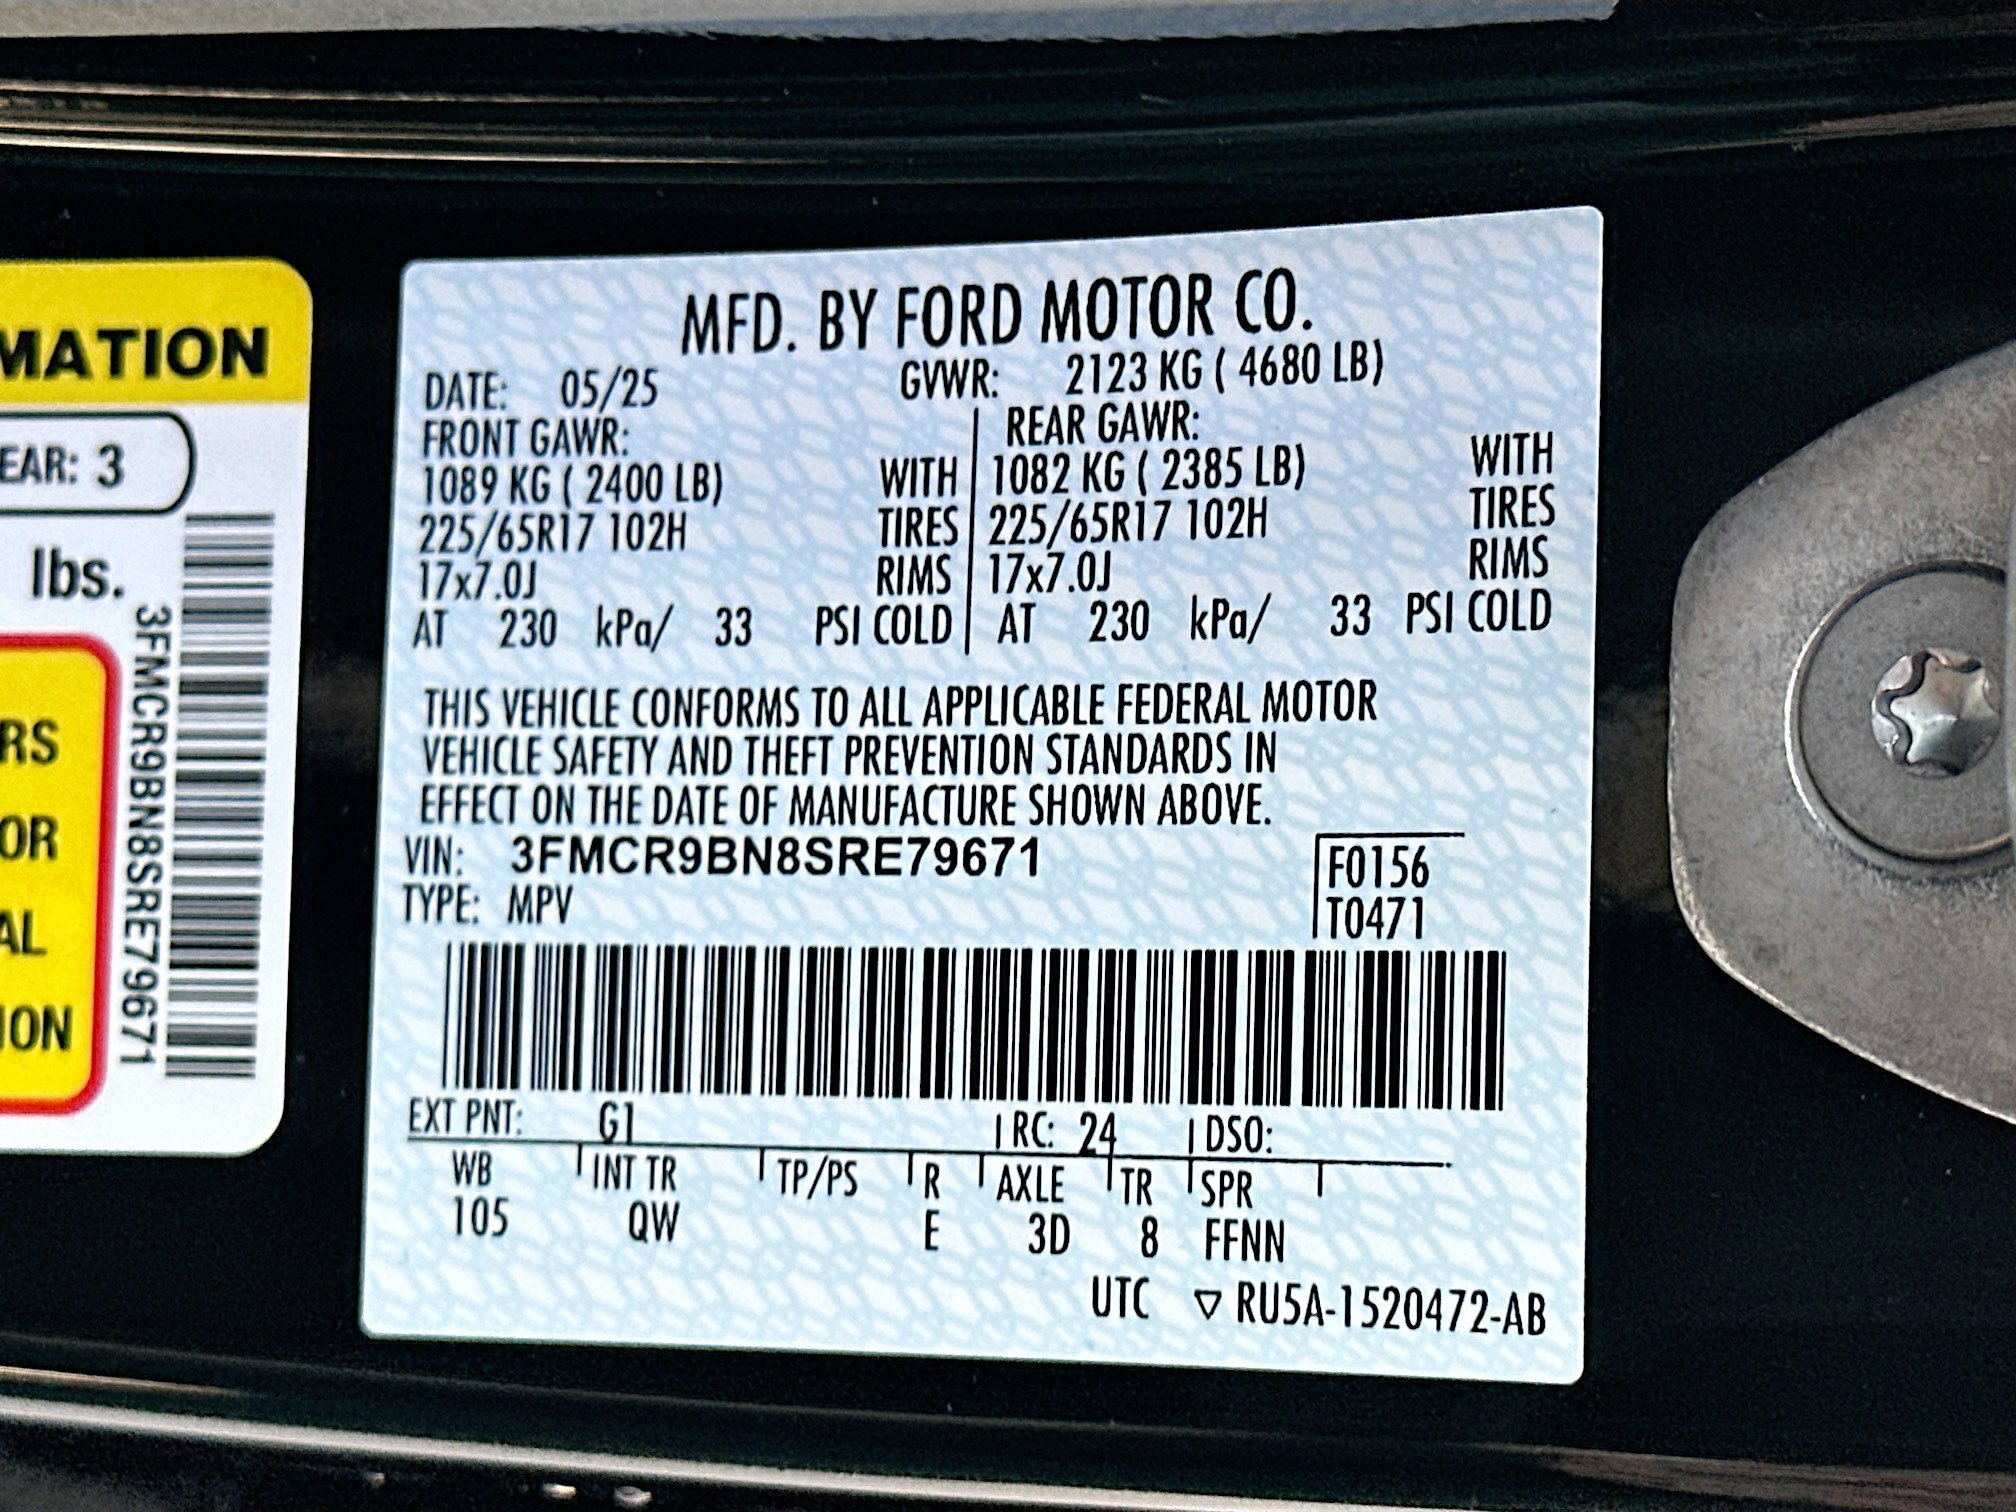 MATION
EAR: 3
lbs.
RS
OR
AL
ION
3FMCR9BN8SRE79671
MFD. BY FORD MOTOR CO.
DATE: 05/25 GVWR: 2123 KG ( 4680 LB)
FRONT GAWR: REAR GAWR:
1089 KG ( 2400 LB) WITH 1082 KG ( 2385 LB) WITH
225/65R17 102H TIRES 225/65R17 102H TIRES
17x7.0J RIMS 17x7.0J RIMS
AT 230 kPa/ 33 PSI COLD AT 230 kPa/ 33 PSI COLD
THIS VEHICLE CONFORMS TO ALL APPLICABLE FEDERAL MOTOR
VEHICLE SAFETY AND THEFT PREVENTION STANDARDS IN
EFFECT ON THE DATE OF MANUFACTURE SHOWN ABOVE.
VIN: 3FMCR9BN8SRE79671 F0156
TYPE: MPV T0471
EXT PNT: G1 RC: 24 DSO:
WB INT TR TP/PS R AXLE TR SPR
105 QW E 3D 8 FFNN
UTC ▽ RU5A-1520472-AB